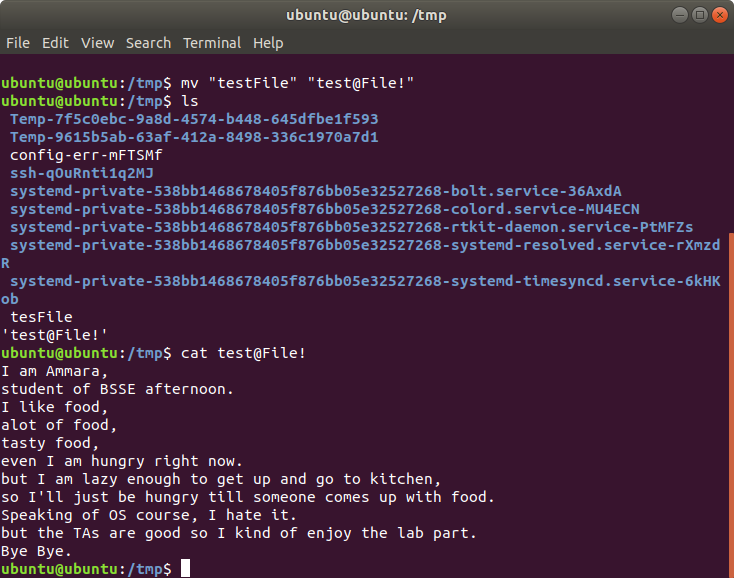 ubuntu@ubuntu: /tmp
File Edit View Search Terminal Help
ubuntu@ubuntu:/tmp$ mv "testFile" "test@File!"
ubuntu@ubuntu:/tmp$ ls
Temp-7f5c0ebc-9a8d-4574-b448-645dfbe1f593
Temp-9615b5ab-63af-412a-8498-336c1970a7d1
config-err-mFTSMf
ssh-qOuRnti1q2MJ
systemd-private-538bb1468678405f876bb05e32527268-bolt.service-36AxdA
systemd-private-538bb1468678405f876bb05e32527268-colord.service-MU4ECN
systemd-private-538bb1468678405f876bb05e32527268-rtkit-daemon.service-PtMFZs
systemd-private-538bb1468678405f876bb05e32527268-systemd-resolved.service-rXmzd
R
systemd-private-538bb1468678405f876bb05e32527268-systemd-timesyncd.service-6kHK
ob
tesFile
'test@File!'
ubuntu@ubuntu:/tmp$ cat test@File!
I am Ammara,
student of BSSE afternoon.
I like food,
alot of food,
tasty food,
even I am hungry right now.
but I am lazy enough to get up and go to kitchen,
so I'll just be hungry till someone comes up with food.
Speaking of OS course, I hate it.
but the TAs are good so I kind of enjoy the lab part.
Bye Bye.
ubuntu@ubuntu:/tmp$